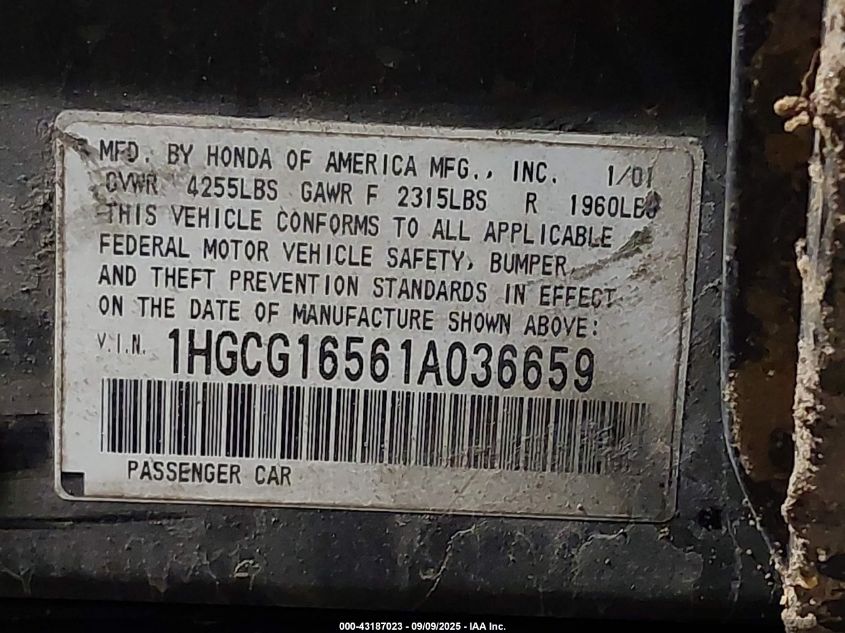 MFD. BY HONDA OF AMERICA MFG., INC. 1/01
GVWR 4255LBS GAWR F 2315LBS R 1960LBS
THIS VEHICLE CONFORMS TO ALL APPLICABLE
FEDERAL MOTOR VEHICLE SAFETY, BUMPER,
AND THEFT PREVENTION STANDARDS IN EFFECT
ON THE DATE OF MANUFACTURE SHOWN ABOVE:
V.I.N. 1HGCG16561A036659
PASSENGER CAR
000-43187023 - 09/09/2025 - IAA Inc.